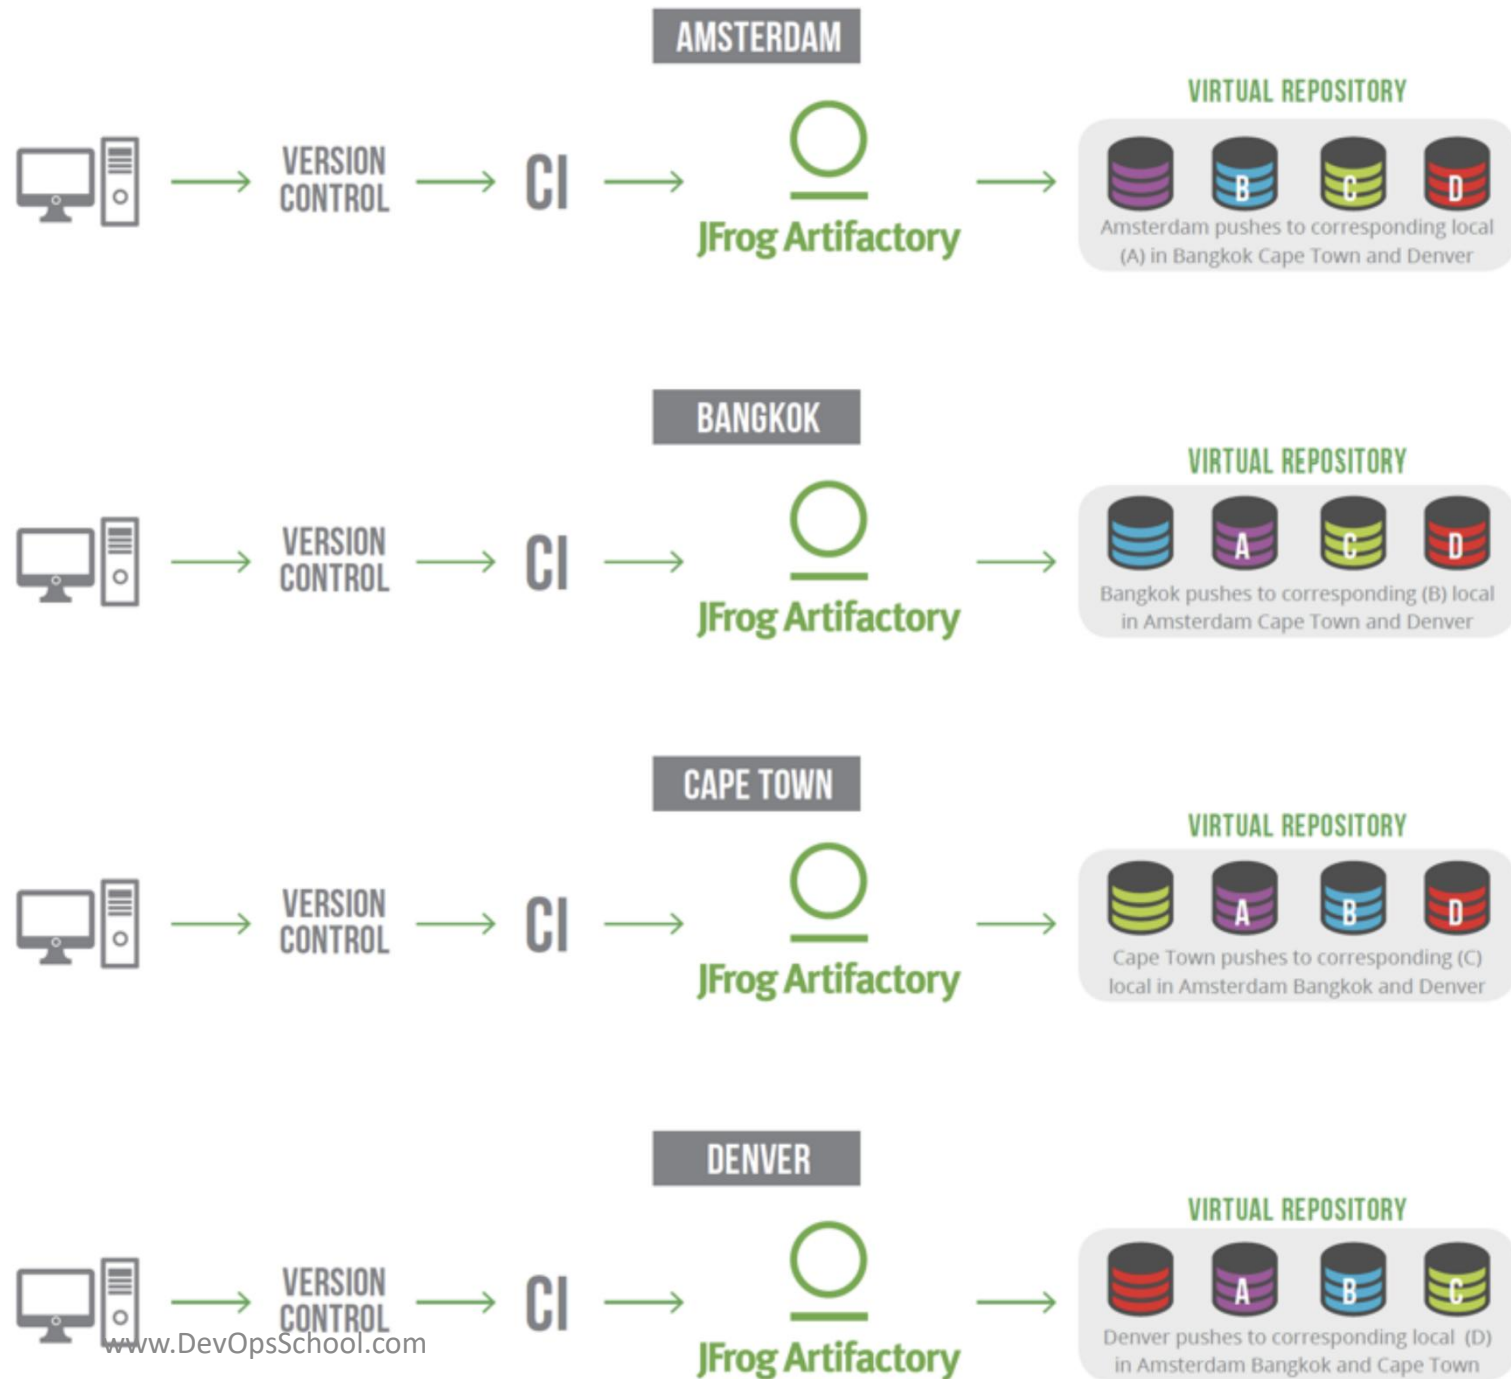 AMSTERDAM
VIRTUAL REPOSITORY
VERSION
CONTROL
CI
JFrog Artifactory
B
C
D
Amsterdam pushes to corresponding local
(A) in Bangkok Cape Town and Denver
BANGKOK
VIRTUAL REPOSITORY
VERSION
CONTROL
CI
JFrog Artifactory
A
C
D
Bangkok pushes to corresponding (B) local
in Amsterdam Cape Town and Denver
CAPE TOWN
VIRTUAL REPOSITORY
VERSION
CONTROL
CI
JFrog Artifactory
A
B
D
Cape Town pushes to corresponding (C)
local in Amsterdam Bangkok and Denver
DENVER
VIRTUAL REPOSITORY
VERSION
CONTROL
CI
JFrog Artifactory
A
B
C
Denver pushes to corresponding local (D)
in Amsterdam Bangkok and Cape Town
www.DevOpsSchool.com